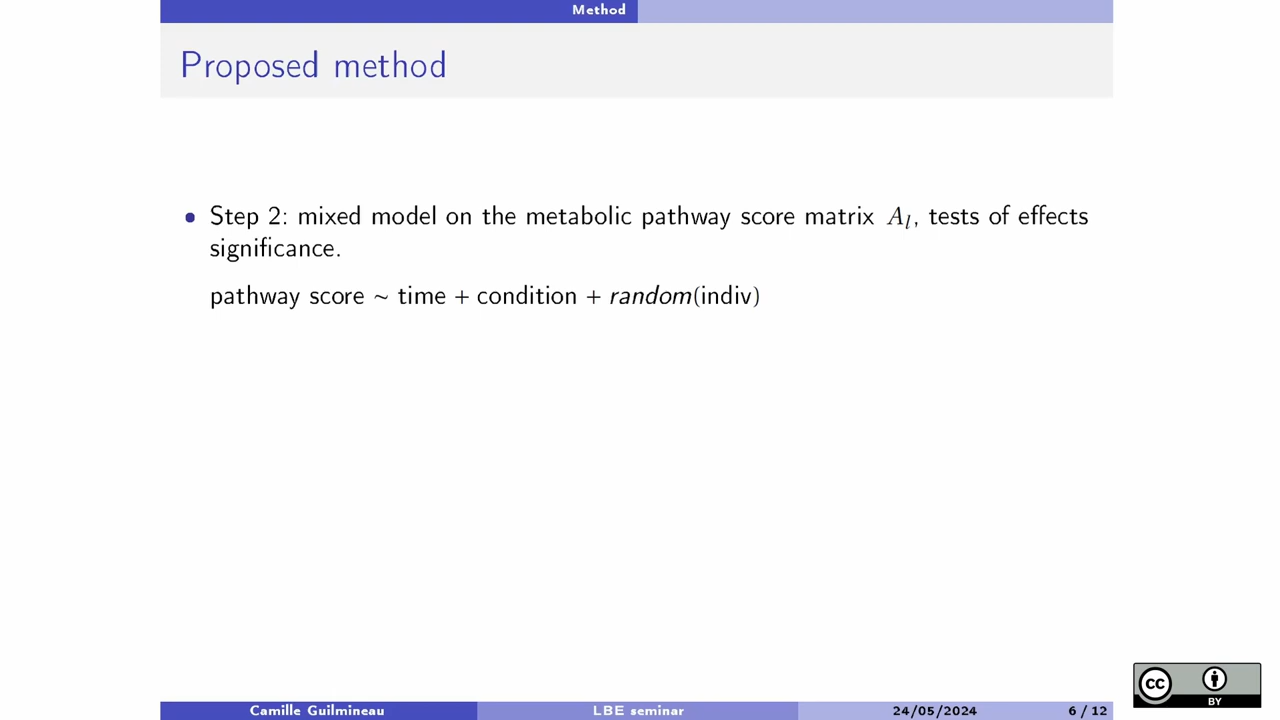 Method
Proposed method
• Step 2: mixed model on the metabolic pathway score matrix A_l, tests of effects
significance.
pathway score ~ time + condition + random(indiv)
Camille Guilmineau LBE seminar 24/05/2024 6 / 12
CC BY